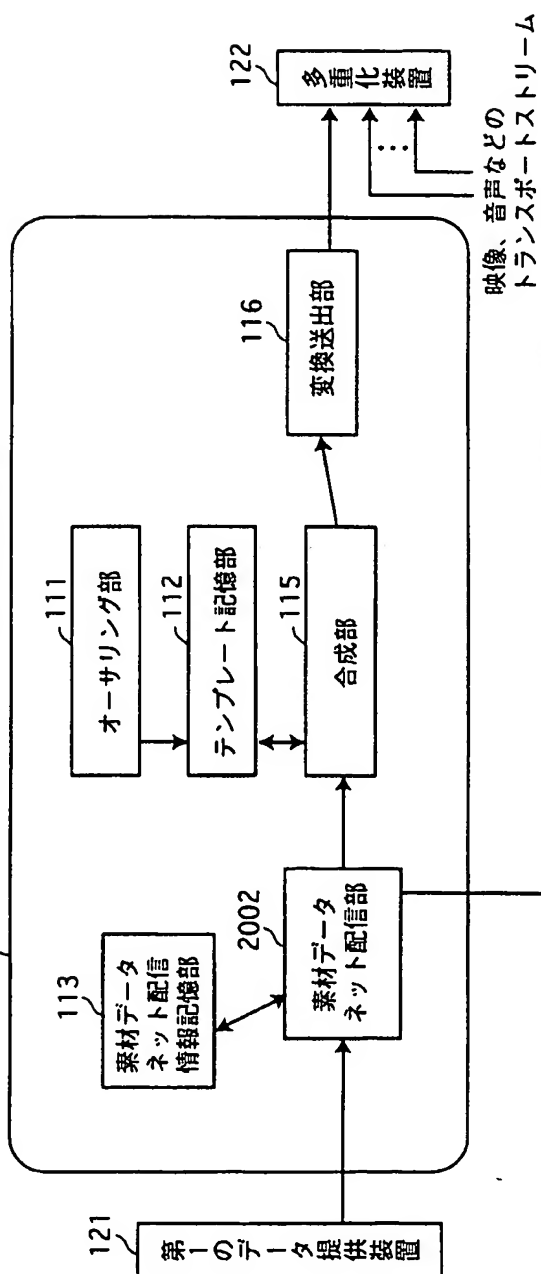 121
第1のデータ提供装置
113
素材データ
ネット配信
情報記憶部
2002
素材データ
ネット配信部
111
オーサリング部
112
テンプレート記憶部
115
合成部
116
変換送出部
122
多重化装置
...
映像、音声などの
トランスポートストリーム